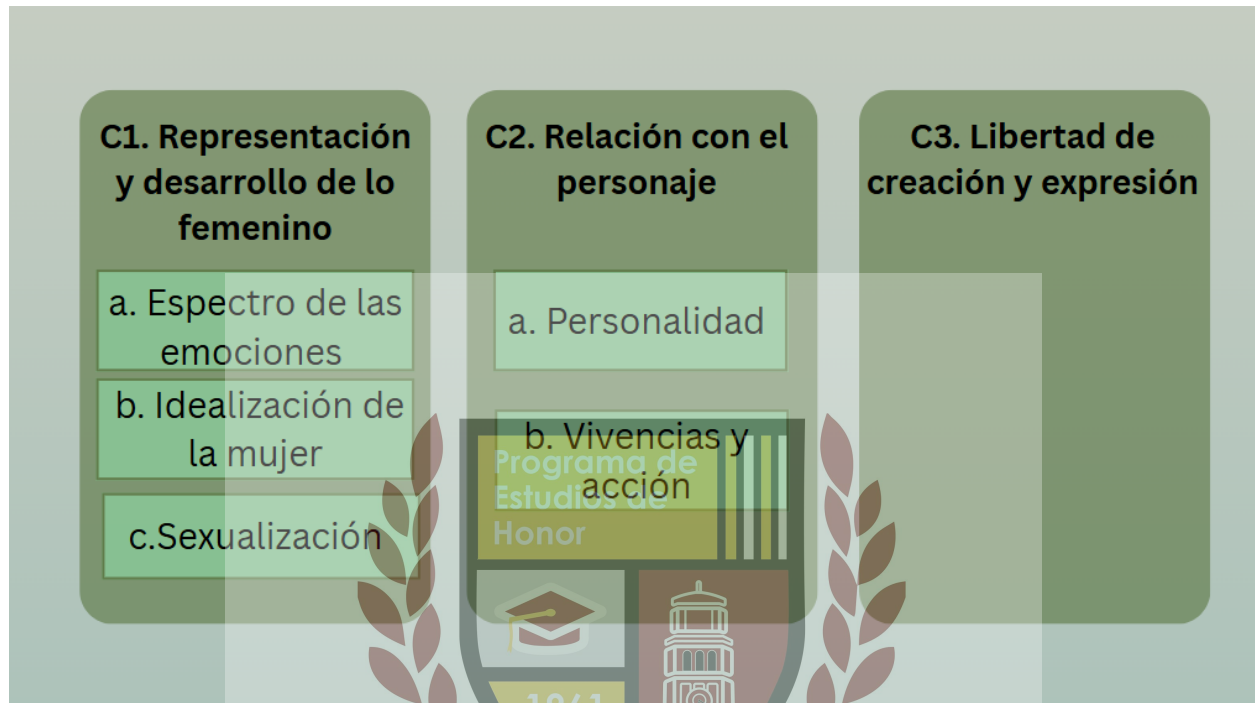 C1. Representación
y desarrollo de lo
femenino
a. Espectro de las
emociones
b. Idealización de
la mujer
c.Sexualización
C2. Relación con el
personaje
a. Personalidad
b. Vivencias y
acción
C3. Libertad de
creación y expresión
Programa de
Estudios de
Honor
1961